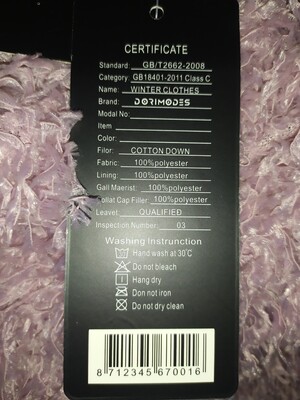 CERTIFICATE
Standard: GB/T2662-2008
Category: GB18401-2011 Class C
Name: WINTER CLOTHES
Brand: DORIMODES
Modal No:
Item
Color:
Filor: COTTON DOWN
Fabric: 100%polyester
Lining: 100%polyester
Gall Maerist: 100%polyester
ollat Cap Filler: 100%polyester
Leavel: QUALIFIED
Inspection Number: 03
Washing Instrunction
Hand wash at 30℃
Do not bleach
Hang dry
Don not iron
Do not dry clean
8 712345 670016